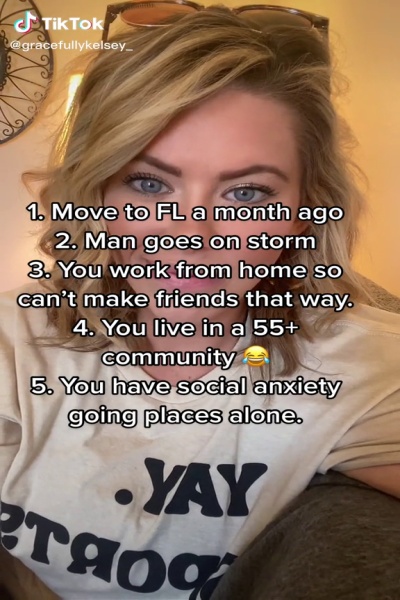 TikTok
@gracefullykelsey_
1. Move to FL a month ago
2. Man goes on storm
3. You work from home so
can't make friends that way.
4. You live in a 55+
community 😂
5. You have social anxiety
going places alone.
YAY.
SPORTS